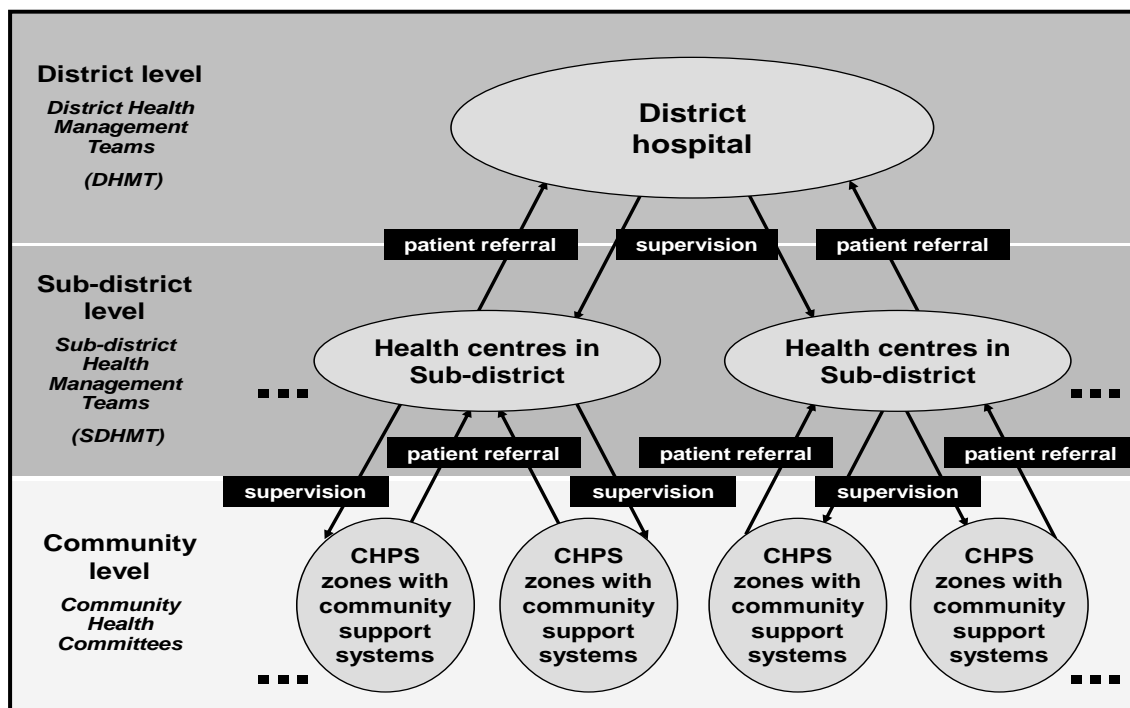 District level
District Health
Management
Teams
(DHMT)
District
hospital
patient referral
supervision
patient referral
Sub-district
level
Sub-district
Health
Management
Teams
(SDHMT)
Health centres in
Sub-district
Health centres in
Sub-district
patient referral
patient referral
patient referral
supervision
supervision
supervision
Community
level
Community
Health
Committees
CHPS
zones with
community
support
systems
CHPS
zones with
community
support
systems
CHPS
zones with
community
support
systems
CHPS
zones with
community
support
systems